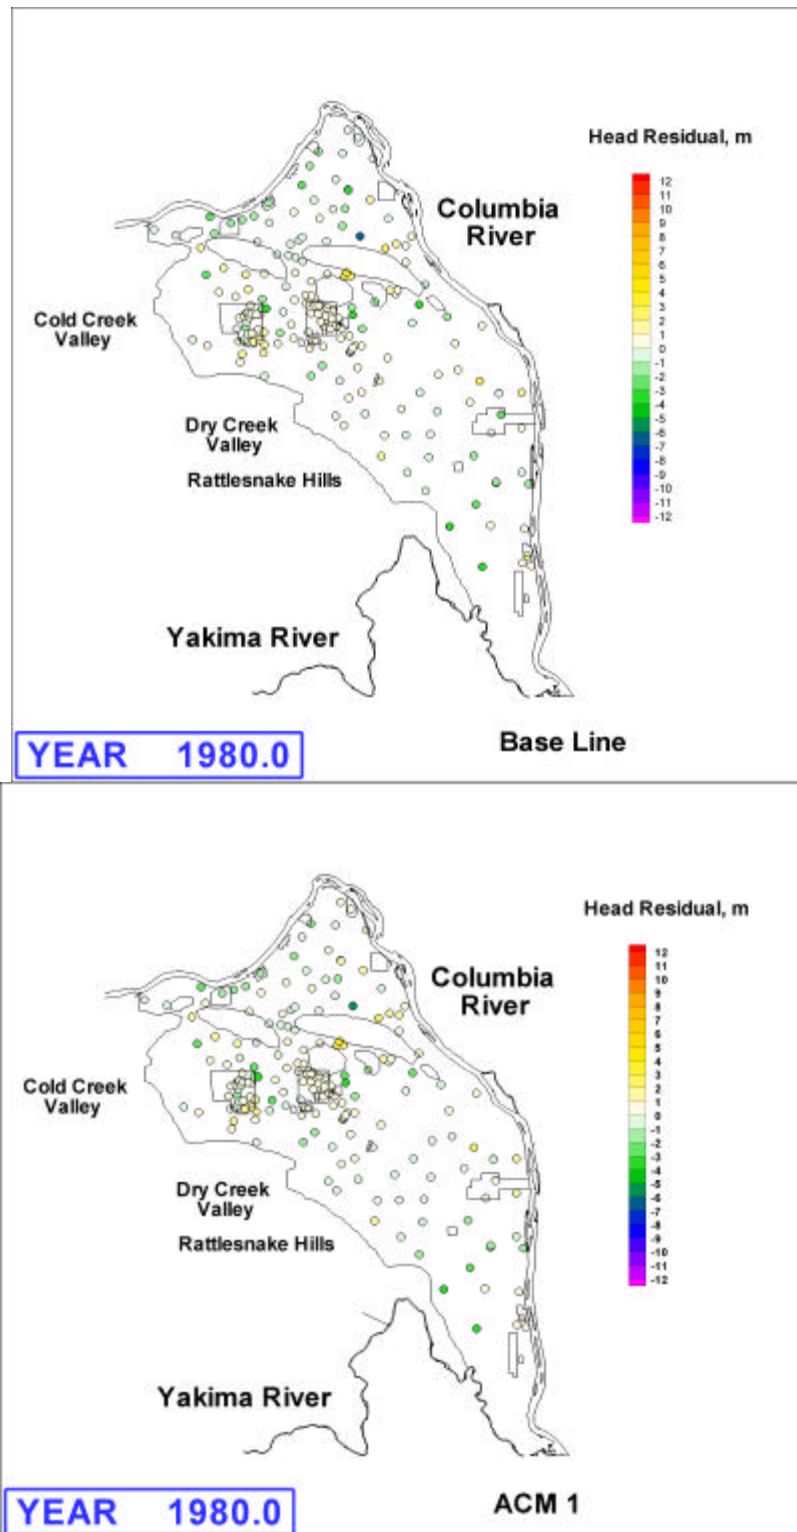 Head Residual, m
12
11
10
9
8
7
6
5
4
3
2
1
0
-1
-2
-3
-4
-5
-6
-7
-8
-9
-10
-11
-12
Columbia
River
Cold Creek
Valley
Dry Creek
Valley
Rattlesnake Hills
Yakima River
YEAR 1980.0
Base Line
Head Residual, m
12
11
10
9
8
7
6
5
4
3
2
1
0
-1
-2
-3
-4
-5
-6
-7
-8
-9
-10
-11
-12
Columbia
River
Cold Creek
Valley
Dry Creek
Valley
Rattlesnake Hills
Yakima River
YEAR 1980.0
ACM 1